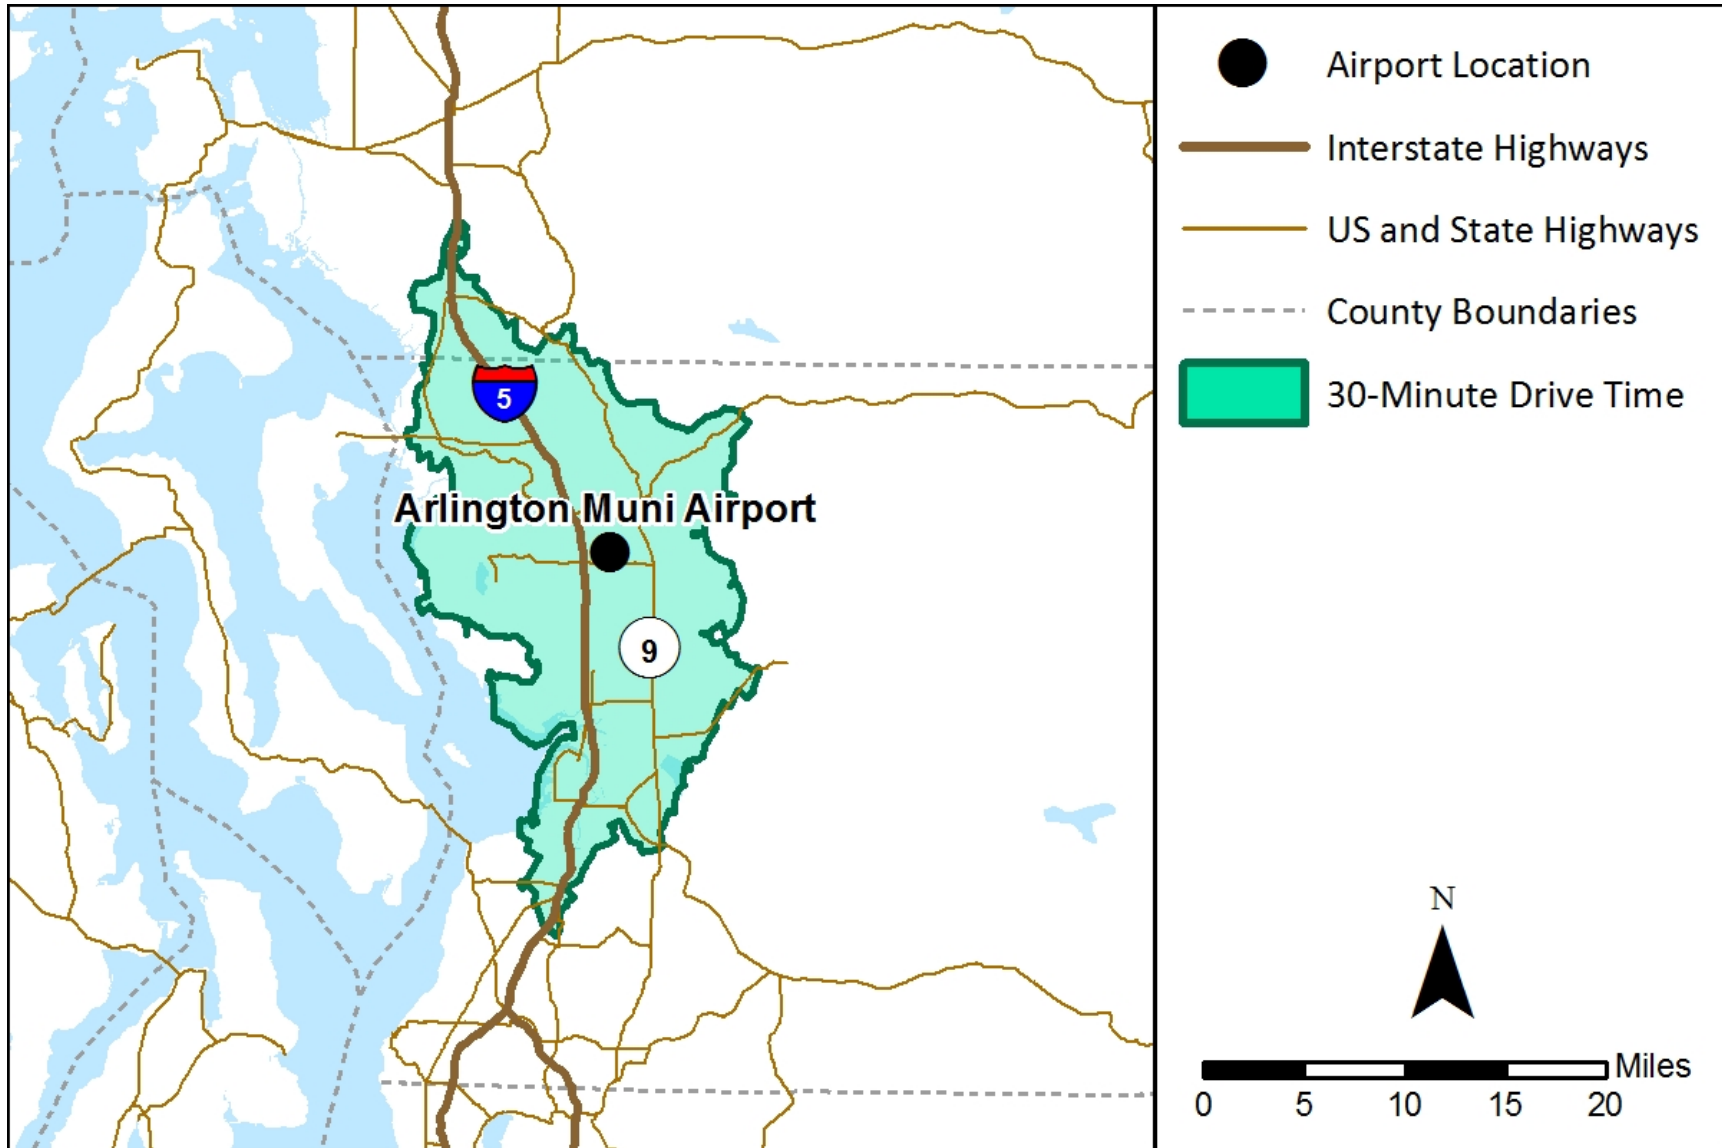 Airport Location
Interstate Highways
US and State Highways
County Boundaries
30-Minute Drive Time
5
Arlington Muni Airport
9
N
Miles
0 5 10 15 20